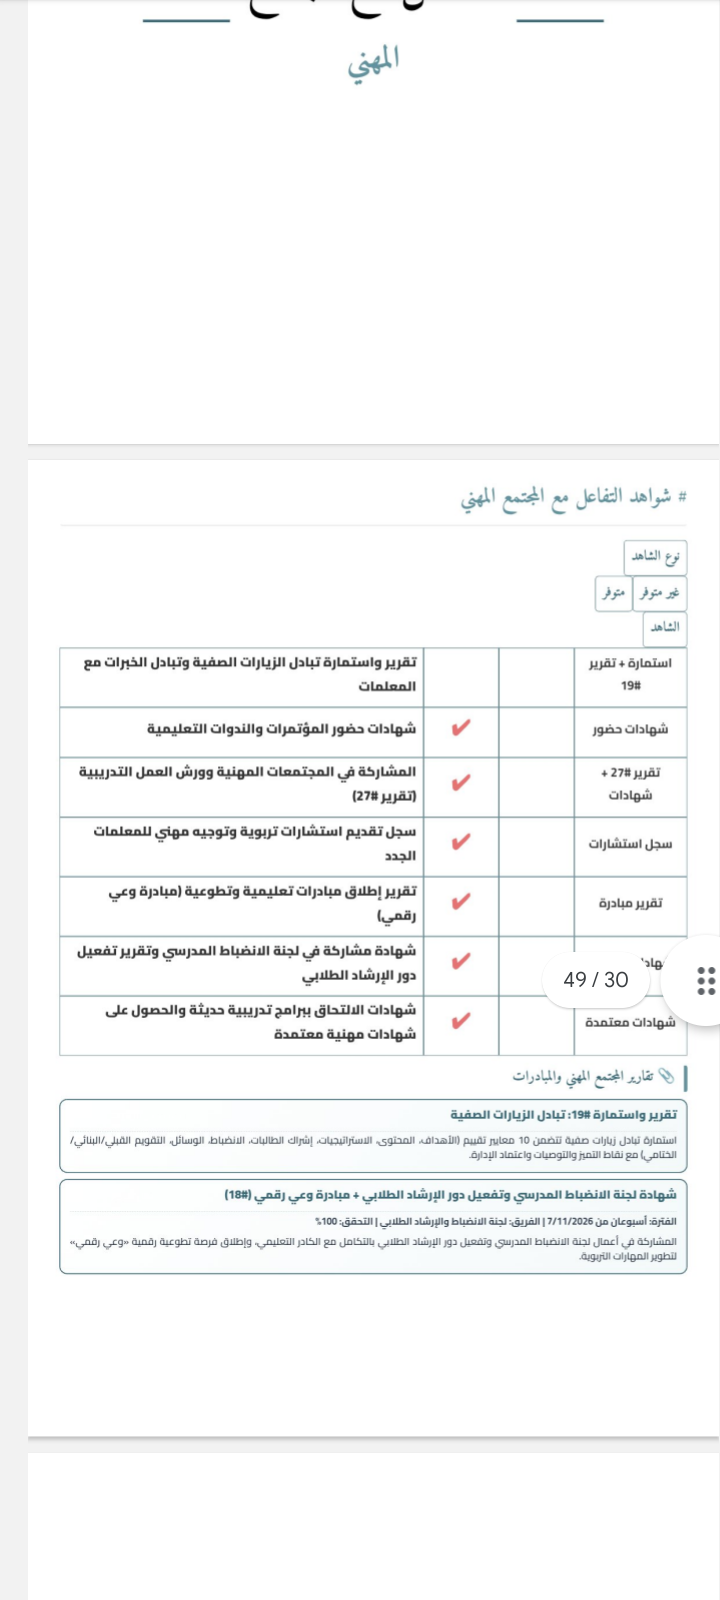 المهني
# شواهد التفاعل مع المجتمع المهني
نوع الشاهد
غير متوفر
متوفر
الشاهد
استمارة + تقرير
#19
تقرير واستمارة تبادل الزيارات الصفية وتبادل الخبرات مع
المعلمات
شهادات حضور
✔
شهادات حضور المؤتمرات والندوات التعليمية
تقرير #27 +
شهادات
✔
المشاركة في المجتمعات المهنية وورش العمل التدريبية
(تقرير #27)
سجل استشارات
✔
سجل تقديم استشارات تربوية وتوجيه مهني للمعلمات
الجدد
تقرير مبادرة
✔
تقرير إطلاق مبادرات تعليمية وتطوعية (مبادرة وعي
رقمي)
✔
شهادة مشاركة في لجنة الانضباط المدرسي وتقرير تفعيل
دور الإرشاد الطلابي
49 / 30
شهادات معتمدة
✔
شهادات الالتحاق ببرامج تدريبية حديثة والحصول على
شهادات مهنية معتمدة
📎 تقارير المجتمع المهني والمبادرات
تقرير واستمارة #19: تبادل الزيارات الصفية
استمارة تبادل زيارات صفية تتضمن 10 معايير تقييم (الأهداف، المحتوى، الاستراتيجيات، إشراك الطالبات، الانضباط، الوسائل، التقويم القبلي/البنائي/
الختامي) مع نقاط التميز والتوصيات واعتماد الإدارة.
شهادة لجنة الانضباط المدرسي وتفعيل دور الإرشاد الطلابي + مبادرة وعي رقمي (#18)
الفترة: أسبوعان من 7/11/2026 | الفريق: لجنة الانضباط والإرشاد الطلابي | التحقق: 100%
المشاركة في أعمال لجنة الانضباط المدرسي وتفعيل دور الإرشاد الطلابي بالتكامل مع الكادر التعليمي، وإطلاق فرصة تطوعية رقمية «وعي رقمي»
لتطوير المهارات التربوية.